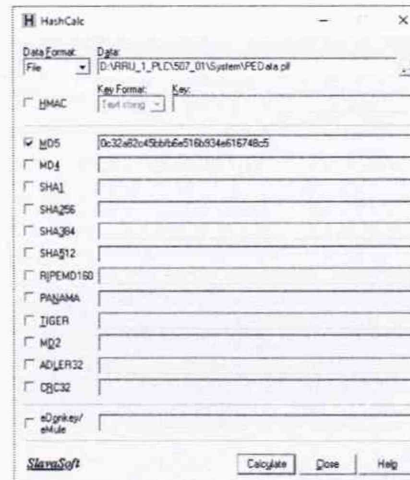 HashCalc
Data Format: Data:
File D:\RRU_1_PLC\507_01\System\PEData.plf
HMAC Key Format: Key:
Text string
MD5
MD4
SHA1
SHA256
SHA384
SHA512
RIPEMD160
PANAMA
TIGER
MD2
ADLER32
CRC32
eDonkey/
eMule
SlavaSoft Calculate Close Help